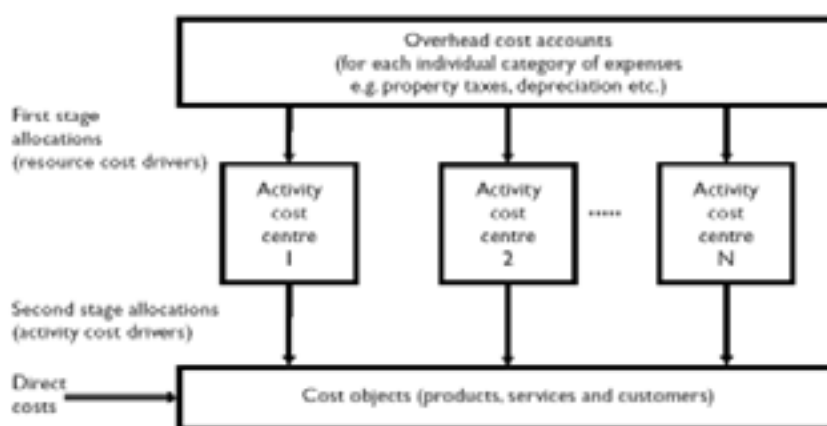 Overhead cost accounts
(for each individual category of expenses
e.g. property taxes, depreciation etc.)
First stage
allocations
(resource cost drivers)
Activity
cost
centre
1
Activity
cost
centre
2
.....
Activity
cost
centre
N
Second stage allocations
(activity cost drivers)
Direct
costs
Cost objects (products, services and customers)